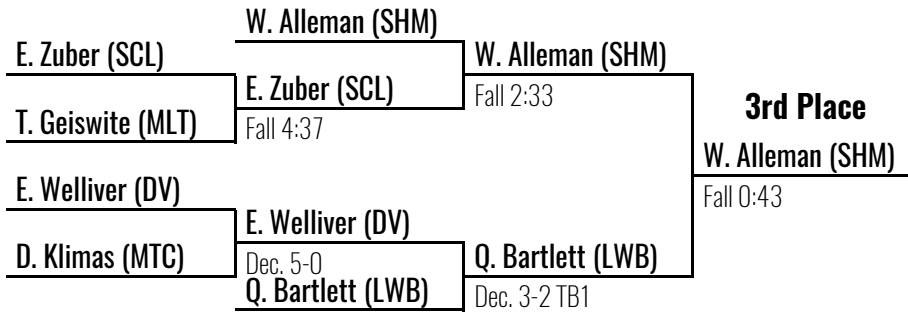 W. Alleman (SHM)
E. Zuber (SCL)
W. Alleman (SHM)
E. Zuber (SCL)
Fall 2:33
3rd Place
T. Geiswite (MLT)
Fall 4:37
W. Alleman (SHM)
E. Welliver (DV)
Fall 0:43
E. Welliver (DV)
D. Klimas (MTC)
Dec. 5-0
Q. Bartlett (LWB)
Q. Bartlett (LWB)
Dec. 3-2 TB1